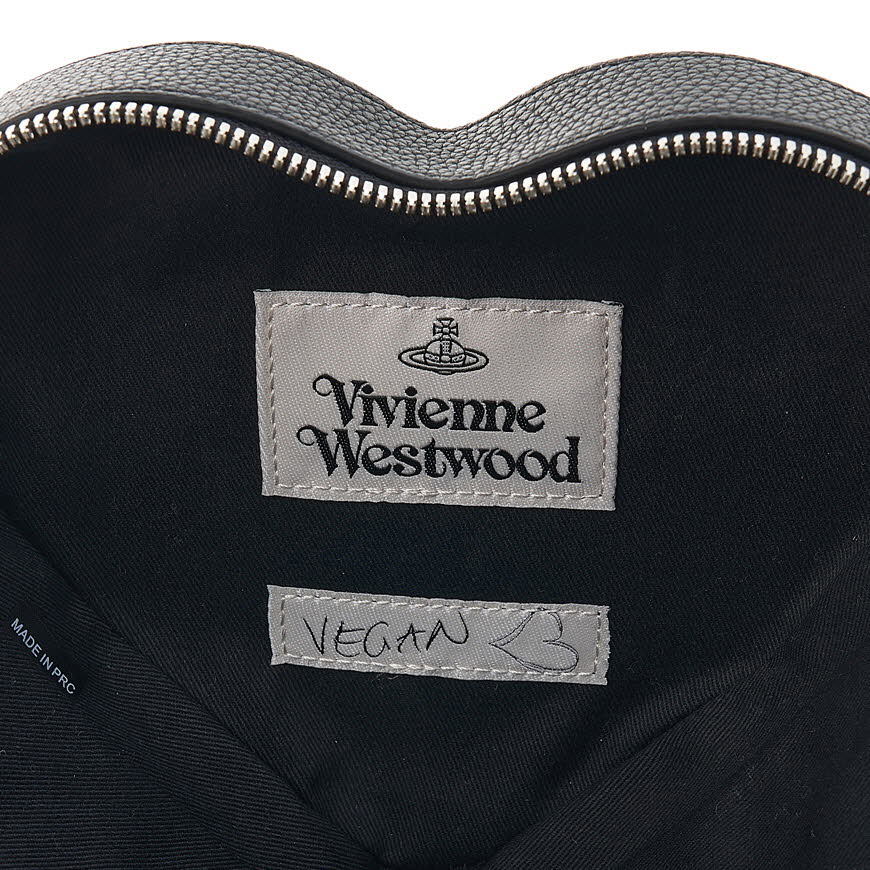 Vivienne
Westwood
VEGAN <3
MADE IN PRC